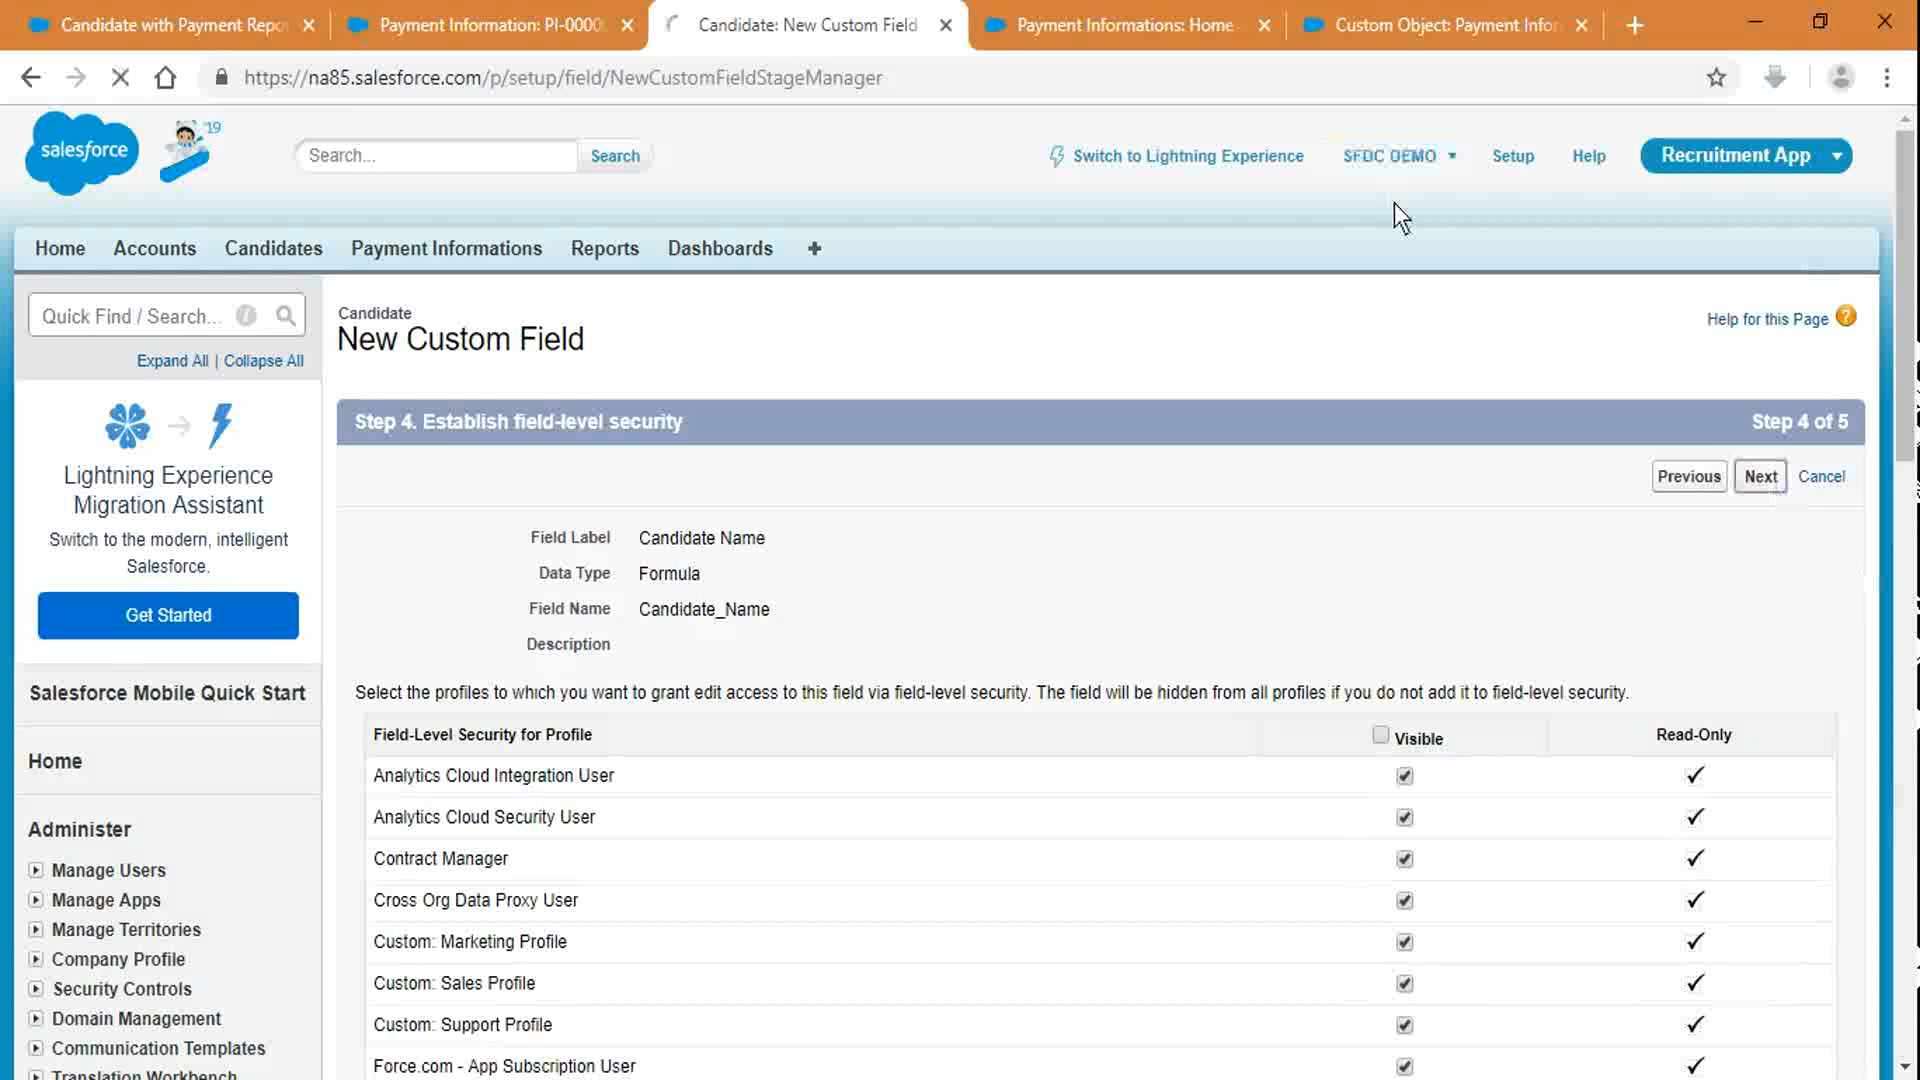 Candidate with Payment Repo
Payment Information: PI-0000
Candidate: New Custom Field
Payment Informations: Home
Custom Object: Payment Infor
https://na85.salesforce.com/p/setup/field/NewCustomFieldStageManager
salesforce
'19
Search...
Search
Switch to Lightning Experience
SFDC DEMO
Setup
Help
Recruitment App
Home
Accounts
Candidates
Payment Informations
Reports
Dashboards
+
Quick Find / Search...
Expand All | Collapse All
Lightning Experience
Migration Assistant
Switch to the modern, intelligent
Salesforce.
Get Started
Salesforce Mobile Quick Start
Home
Administer
Manage Users
Manage Apps
Manage Territories
Company Profile
Security Controls
Domain Management
Communication Templates
Translation Workbench
Candidate
New Custom Field
Help for this Page
Step 4. Establish field-level security
Step 4 of 5
Previous
Next
Cancel
Field Label Candidate Name
Data Type Formula
Field Name Candidate_Name
Description
Select the profiles to which you want to grant edit access to this field via field-level security. The field will be hidden from all profiles if you do not add it to field-level security.
Field-Level Security for Profile Visible Read-Only
Analytics Cloud Integration User
Analytics Cloud Security User
Contract Manager
Cross Org Data Proxy User
Custom: Marketing Profile
Custom: Sales Profile
Custom: Support Profile
Force.com - App Subscription User